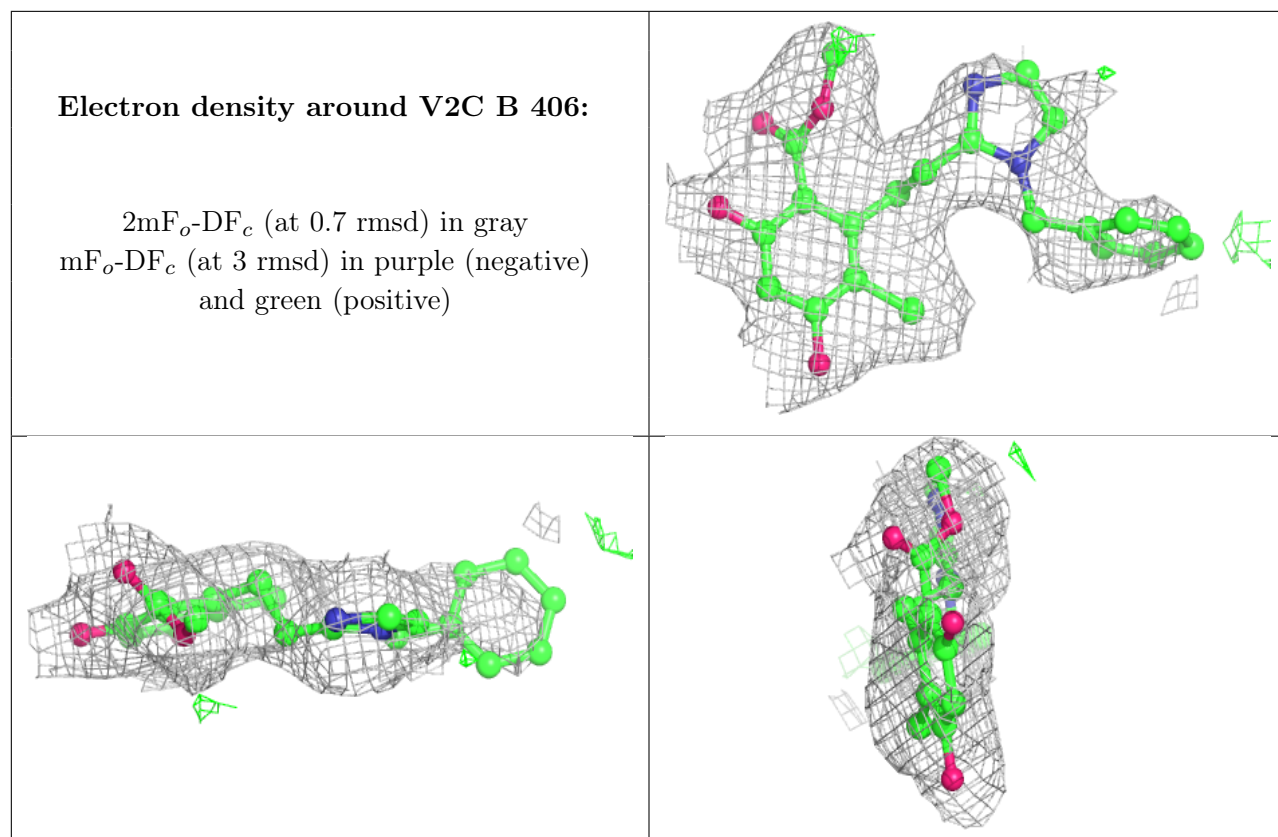 Electron density around V2C B 406:
2mFo-DFc (at 0.7 rmsd) in gray
mFo-DFc (at 3 rmsd) in purple (negative)
and green (positive)